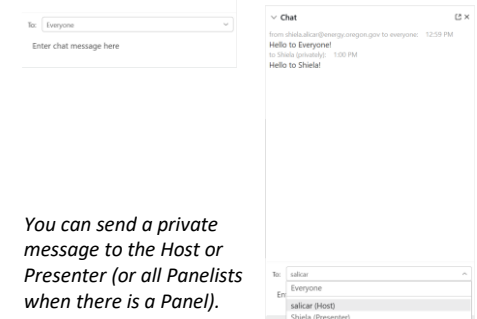 To: Everyone
Enter chat message here
Chat
from shiela.alicar@energy.oregon.gov to everyone: 12:59 PM
Hello to Everyone!
to Shiela (privately): 1:00 PM
Hello to Shiela!
You can send a private
message to the Host or
Presenter (or all Panelists
when there is a Panel).
To: salicar
Everyone
En
salicar (Host)
Shiela (Presenter)